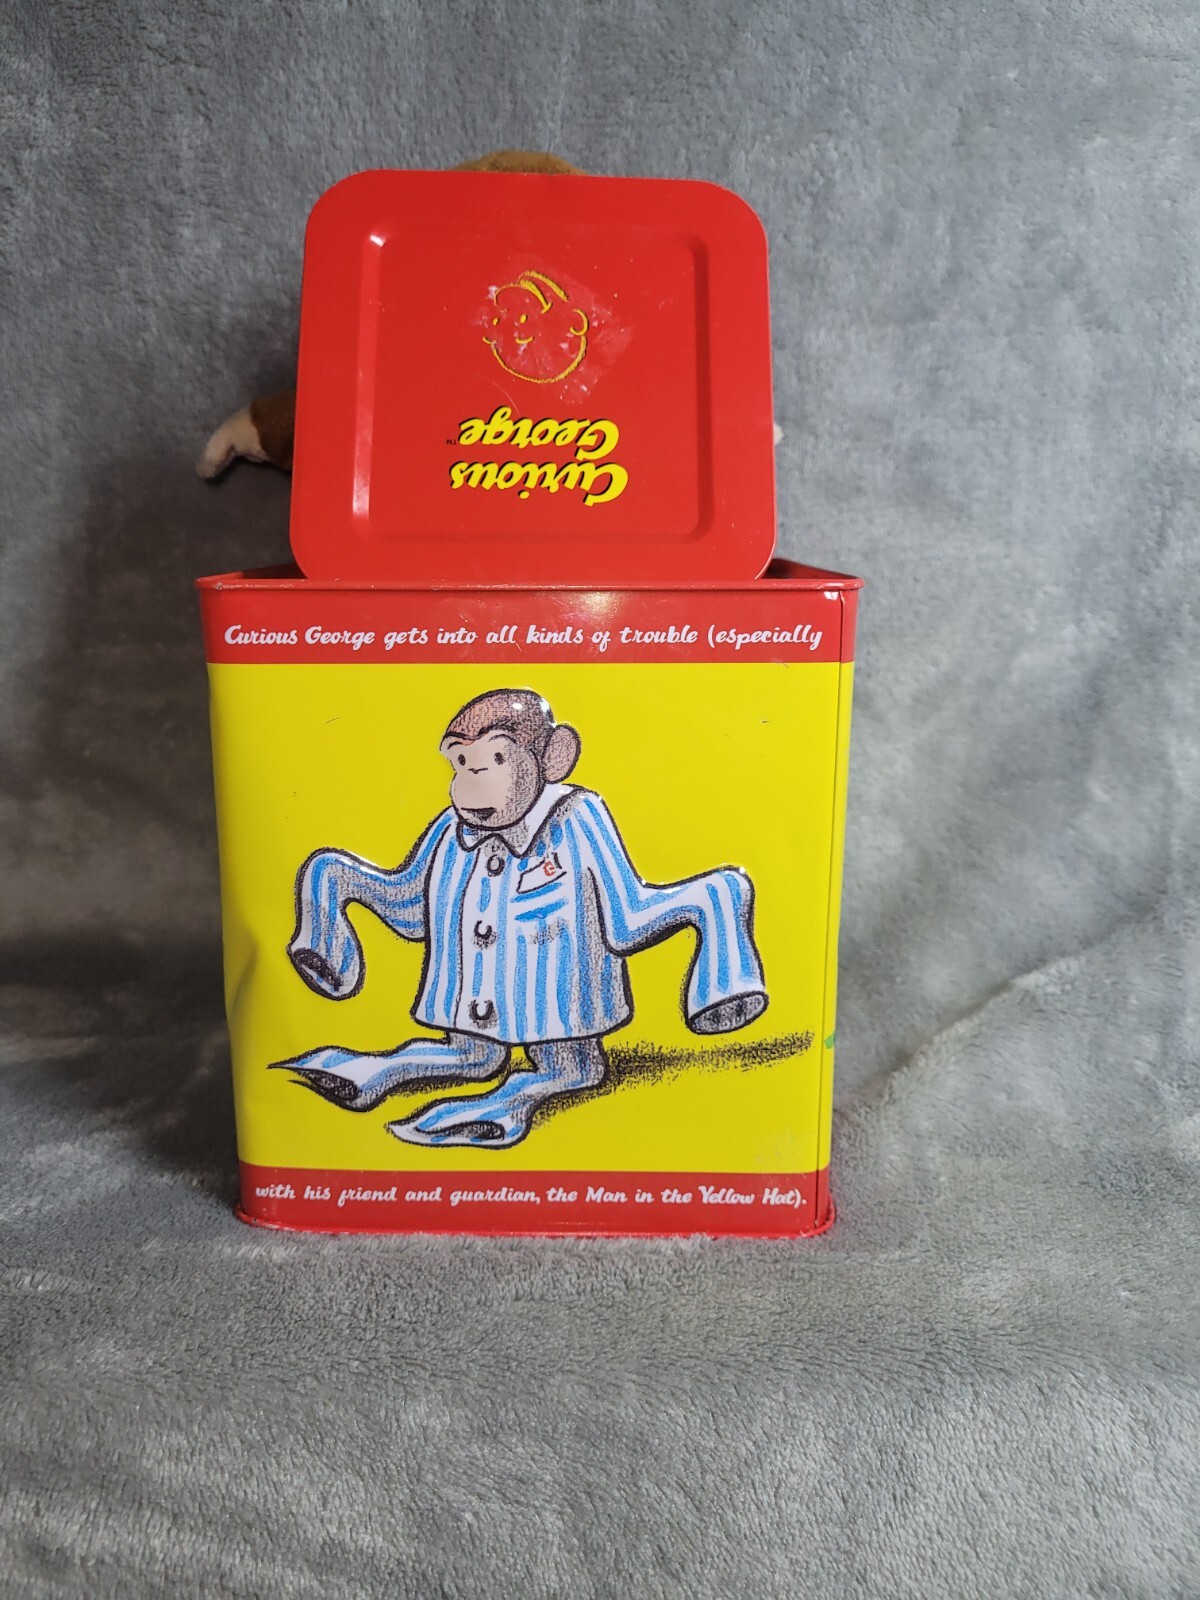 Curious
George™
Curious George gets into all kinds of trouble (especially
G
with his friend and guardian, the Man in the Yellow Hat).